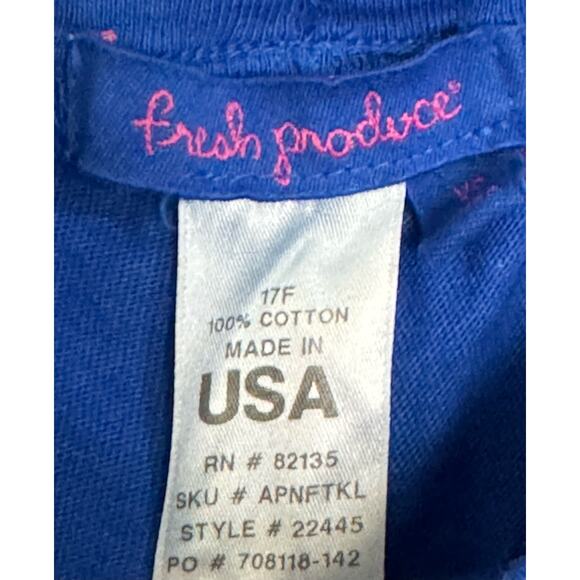 fresh produce®
17F
100% COTTON
MADE IN
USA
RN # 82135
SKU # APNFTKL
STYLE # 22445
PO # 708118-142